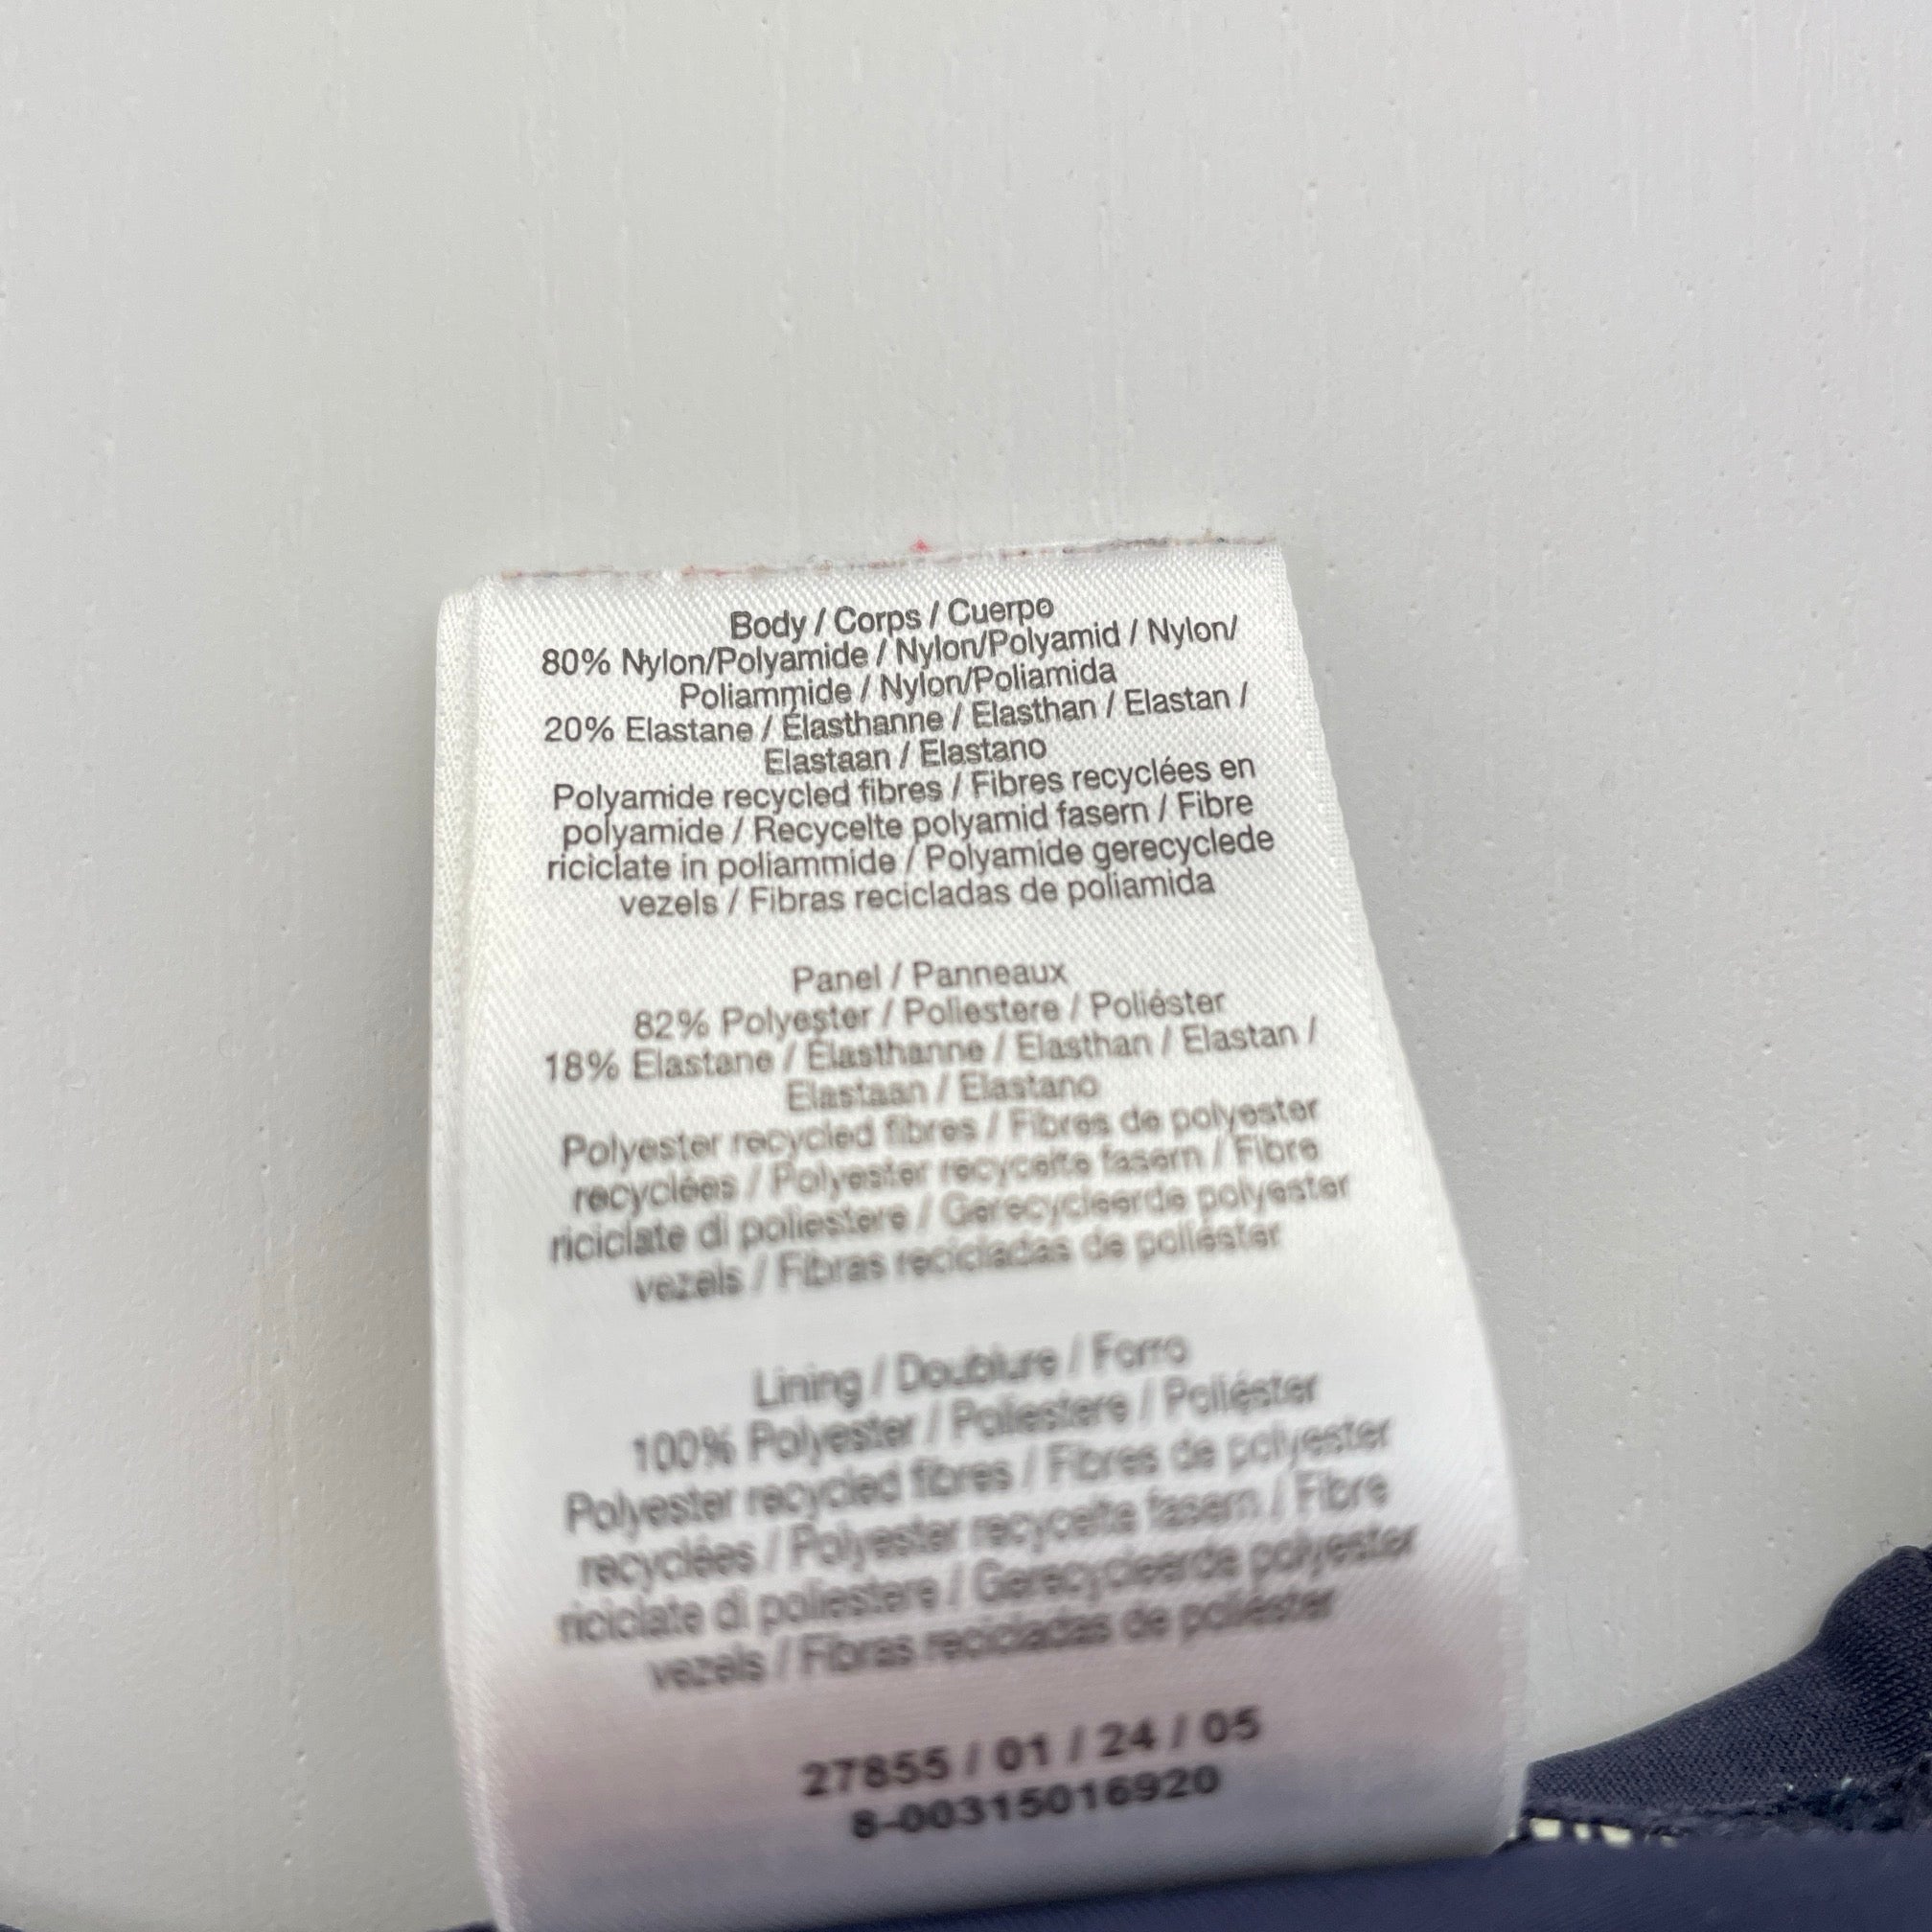 Body / Corps / Cuerpo
80% Nylon/Polyamide / Nylon/Polyamid / Nylon/
Poliammide / Nylon/Poliamida
20% Elastane / Élasthanne / Elasthan / Elastan /
Elastaan / Elastano
Polyamide recycled fibres / Fibres recyclées en
polyamide / Recycelte polyamid fasern / Fibre
riciclate in poliammide / Polyamide gerecyclede
vezels / Fibras recicladas de poliamida
Panel / Panneaux
82% Polyester / Poliestere / Poliéster
18% Elastane / Élasthanne / Elasthan / Elastan /
Elastaan / Elastano
Polyester recycled fibres / Fibres de polyester
recyclées / Polyester recycelte fasern / Fibre
riciclate di poliestere / Gerecycleerde polyester
vezels / Fibras recicladas de poliéster
Lining / Doublure / Forro
100% Polyester / Poliestere / Poliéster
Polyester recycled fibres / Fibres de polyester
recyclées / Polyester recycelte fasern / Fibre
riciclate di poliestere / Gerecycleerde polyester
vezels / Fibras recicladas de poliéster
27855 / 01 / 24 / 05
8-00315016920